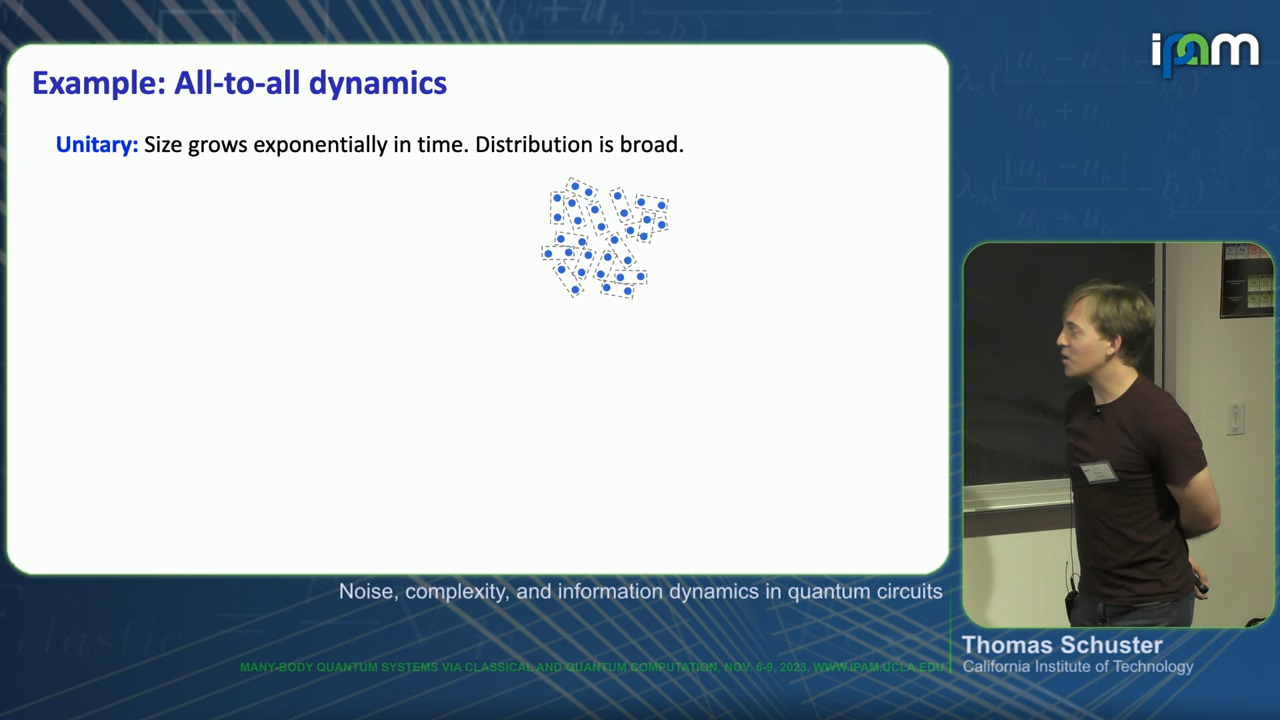 Example: All-to-all dynamics
Unitary: Size grows exponentially in time. Distribution is broad.
ipam
Noise, complexity, and information dynamics in quantum circuits
Thomas Schuster
California Institute of Technology
MANY-BODY QUANTUM SYSTEMS VIA CLASSICAL AND QUANTUM COMPUTATION, NOV. 6-9, 2023, WWW.IPAM.UCLA.EDU
elastic